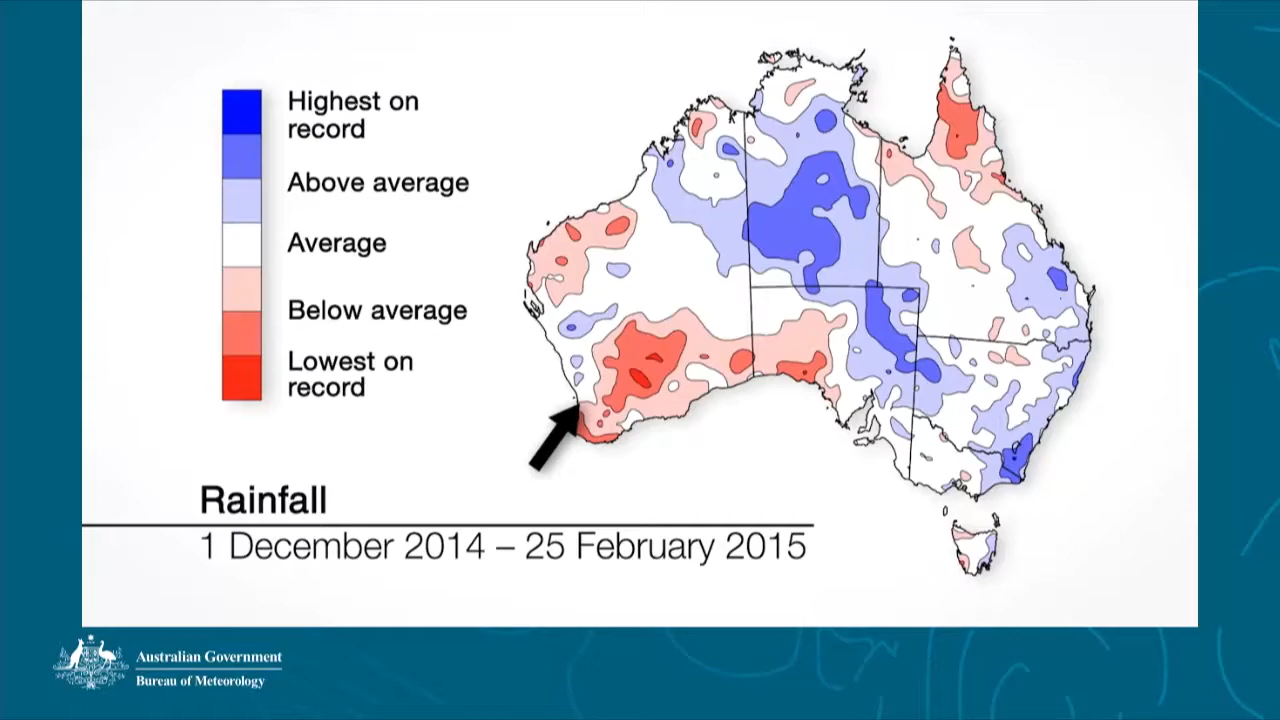 Highest on
record
Above average
Average
Below average
Lowest on
record
Rainfall
1 December 2014 – 25 February 2015
Australian Government
Bureau of Meteorology